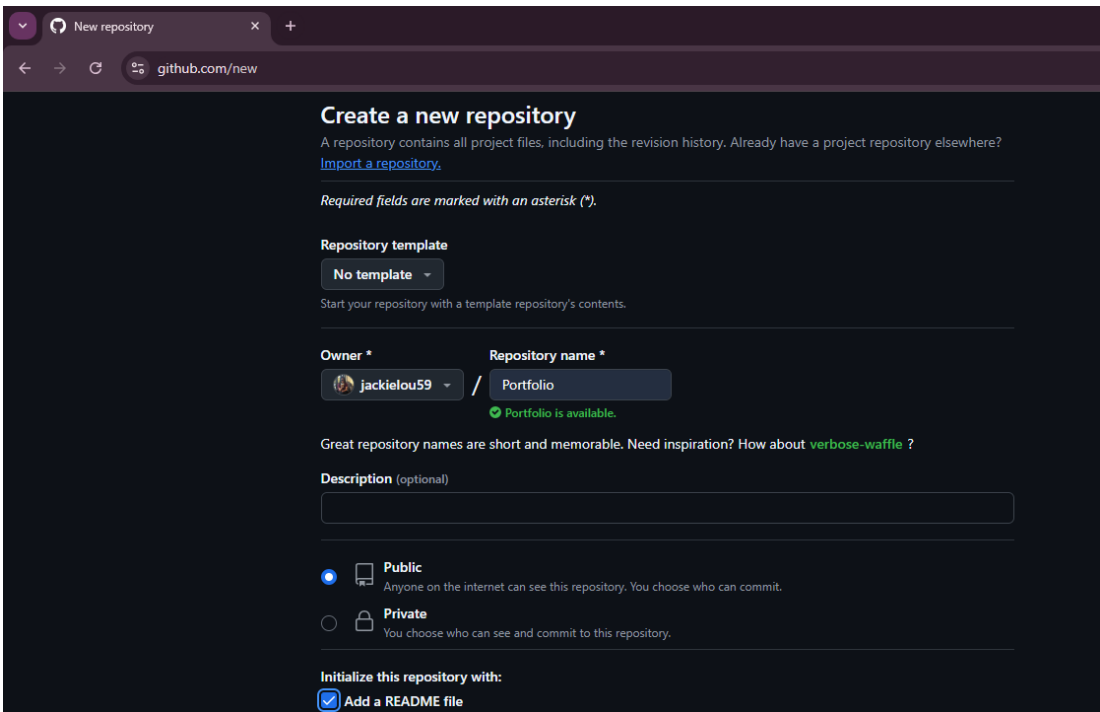 New repository
github.com/new
Create a new repository
A repository contains all project files, including the revision history. Already have a project repository elsewhere?
Import a repository.
Required fields are marked with an asterisk (*).
Repository template
No template
Start your repository with a template repository's contents.
Owner * Repository name *
jackielou59 / Portfolio
Portfolio is available.
Great repository names are short and memorable. Need inspiration? How about verbose-waffle ?
Description (optional)
Public
Anyone on the internet can see this repository. You choose who can commit.
Private
You choose who can see and commit to this repository.
Initialize this repository with:
Add a README file